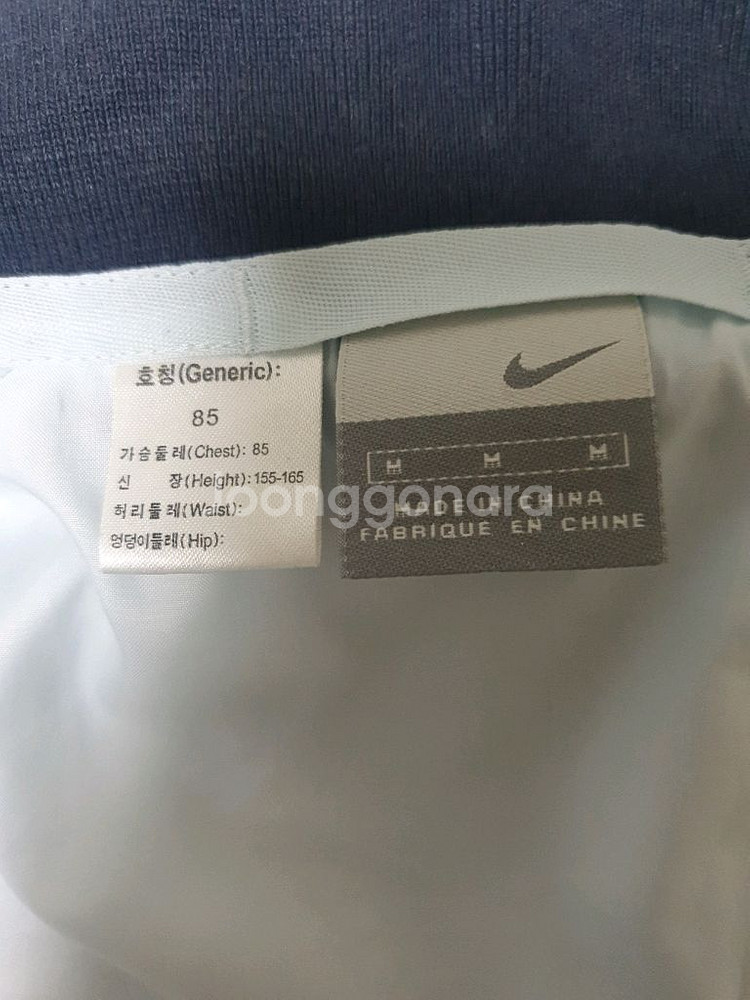 호칭(Generic):
85
가슴둘레(Chest): 85
신 장(Height):155-165
허리둘레(Waist):
엉덩이둘레(Hip):
M M M
MADE IN CHINA
FABRIQUE EN CHINE
joonggonara